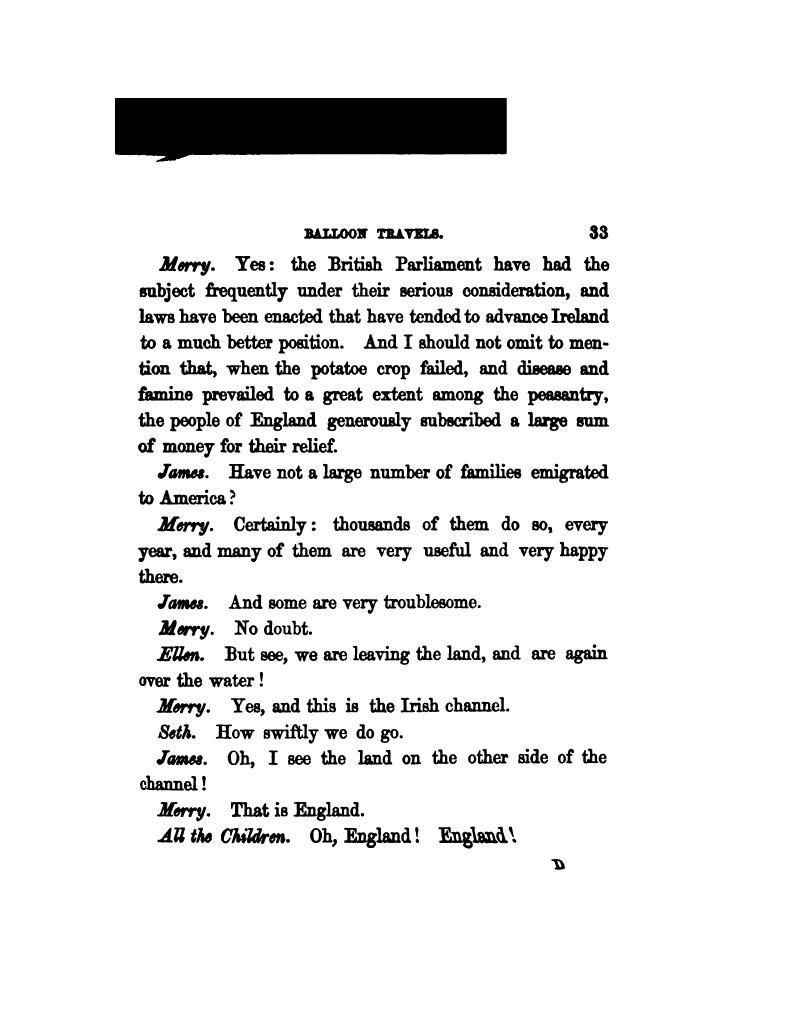 BALLOON TRAVELS. 33
Merry. Yes: the British Parliament have had the
subject frequently under their serious consideration, and
laws have been enacted that have tended to advance Ireland
to a much better position. And I should not omit to men-
tion that, when the potatoe crop failed, and disease and
famine prevailed to a great extent among the peasantry,
the people of England generously subscribed a large sum
of money for their relief.
James. Have not a large number of families emigrated
to America?
Merry. Certainly: thousands of them do so, every
year, and many of them are very useful and very happy
there.
James. And some are very troublesome.
Merry. No doubt.
Ellen. But see, we are leaving the land, and are again
over the water!
Merry. Yes, and this is the Irish channel.
Seth. How swiftly we do go.
James. Oh, I see the land on the other side of the
channel!
Merry. That is England.
All the Children. Oh, England! England!
D